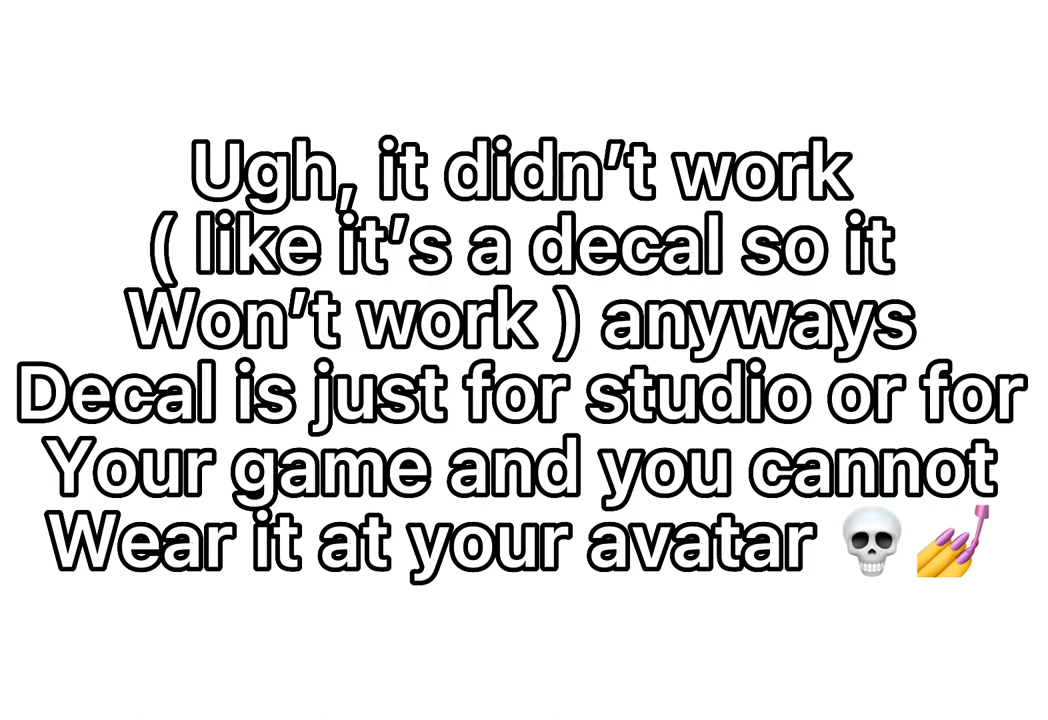 Ugh, it didn’t work
( like it’s a decal so it
Won’t work ) anyways
Decal is just for studio or for
Your game and you cannot
Wear it at your avatar 💀💅